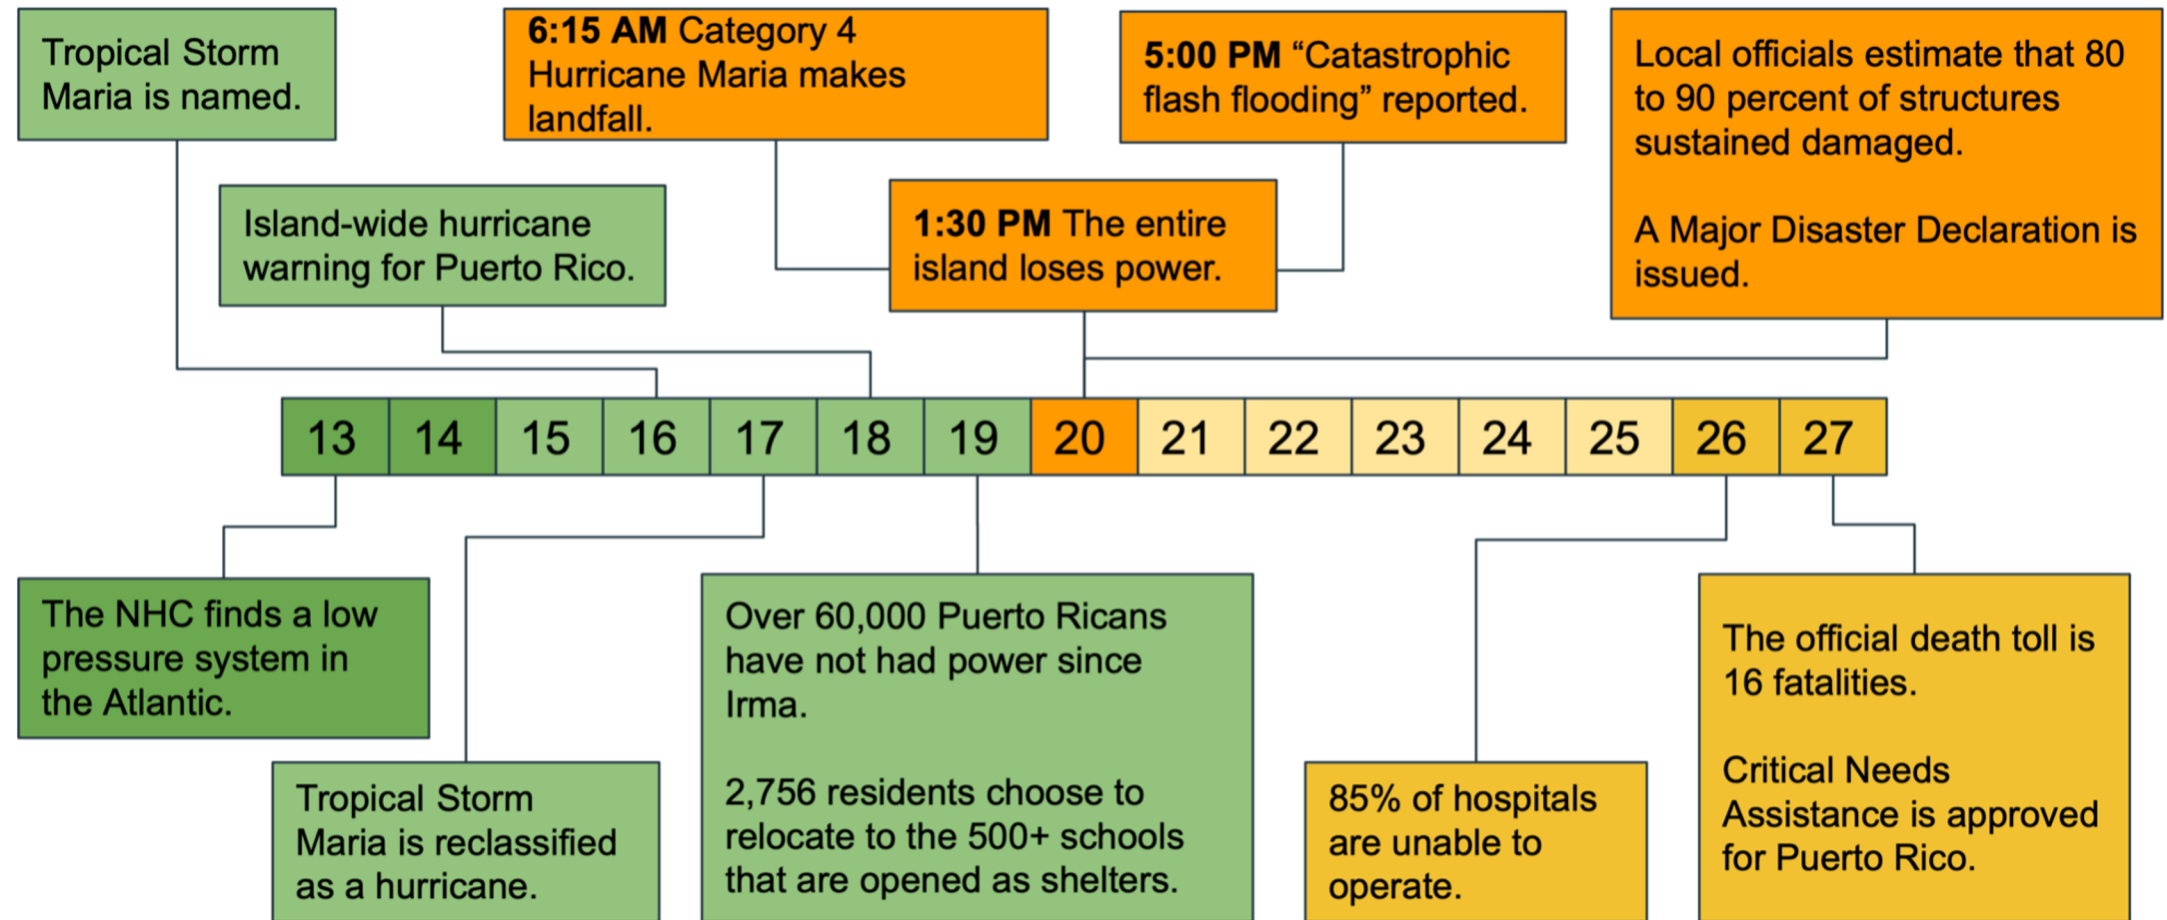 Tropical Storm
Maria is named.
6:15 AM Category 4
Hurricane Maria makes
landfall.
5:00 PM “Catastrophic
flash flooding” reported.
Local officials estimate that 80
to 90 percent of structures
sustained damaged.
A Major Disaster Declaration is
issued.
Island-wide hurricane
warning for Puerto Rico.
1:30 PM The entire
island loses power.
13 14 15 16 17 18 19 20 21 22 23 24 25 26 27
The NHC finds a low
pressure system in
the Atlantic.
Tropical Storm
Maria is reclassified
as a hurricane.
Over 60,000 Puerto Ricans
have not had power since
Irma.
2,756 residents choose to
relocate to the 500+ schools
that are opened as shelters.
85% of hospitals
are unable to
operate.
The official death toll is
16 fatalities.
Critical Needs
Assistance is approved
for Puerto Rico.